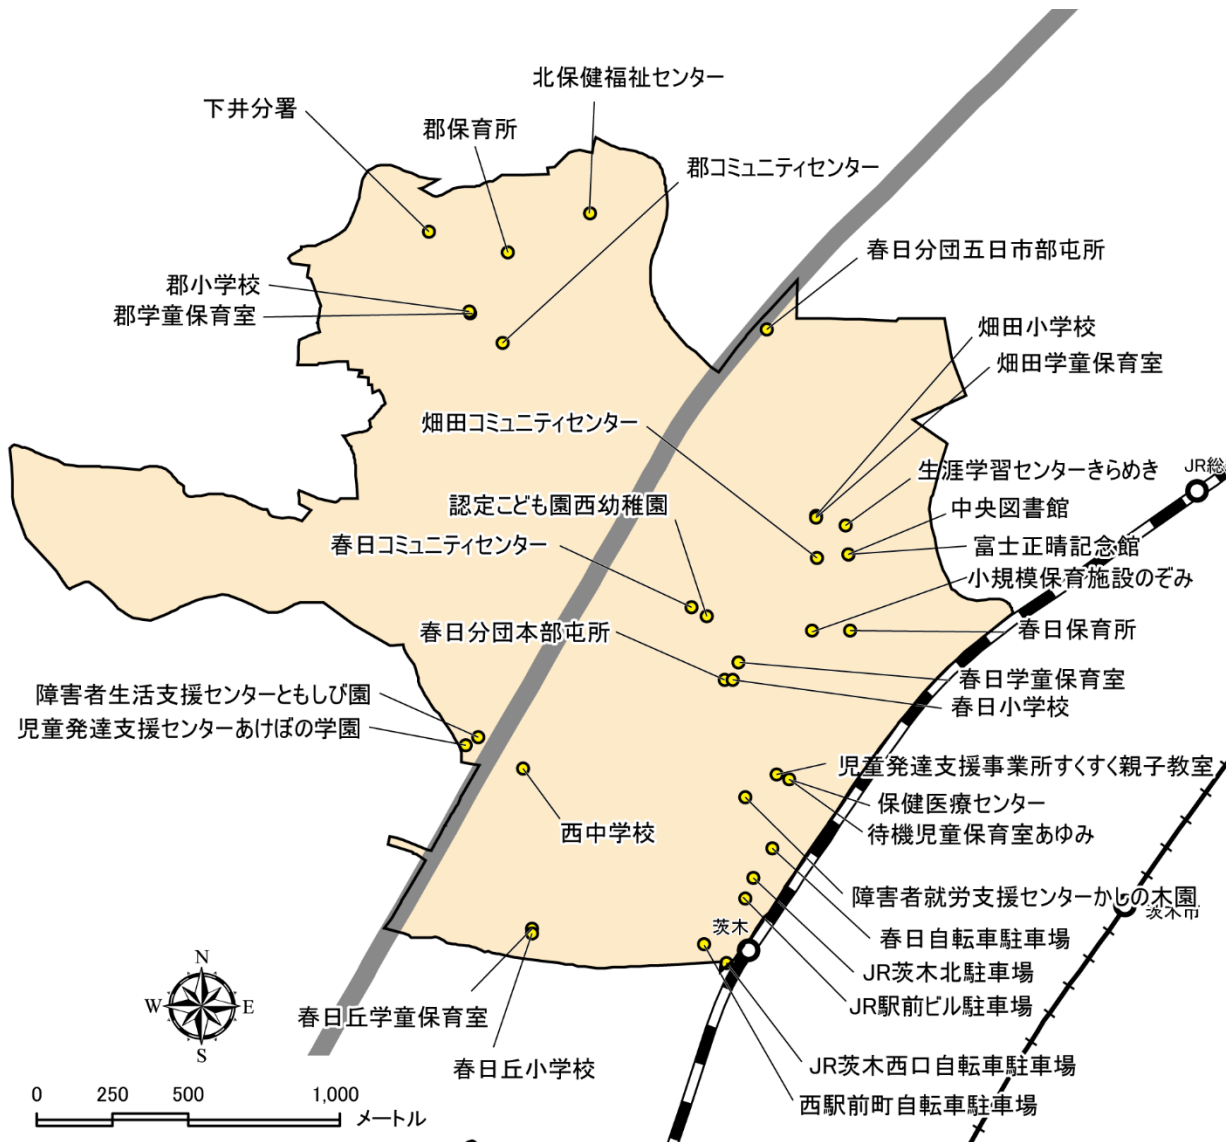 北保健福祉センター
下井分署
郡保育所
郡コミュニティセンター
春日分団五日市部屯所
郡小学校
郡学童保育室
畑田小学校
畑田学童保育室
畑田コミュニティセンター
生涯学習センターきらめき
JR総
認定こども園西幼稚園
中央図書館
春日コミュニティセンター
富士正晴記念館
小規模保育施設のぞみ
春日分団本部屯所
春日保育所
春日学童保育室
障害者生活支援センターともしび園
春日小学校
児童発達支援センターあけぼの学園
児童発達支援事業所すくすく親子教室
保健医療センター
西中学校
待機児童保育室あゆみ
障害者就労支援センターかしの木園
茨木市
茨木
春日自転車駐車場
JR茨木北駐車場
JR駅前ビル駐車場
N
W
E
S
春日丘学童保育室
春日丘小学校
JR茨木西口自転車駐車場
西駅前町自転車駐車場
0 250 500 1,000
メートル